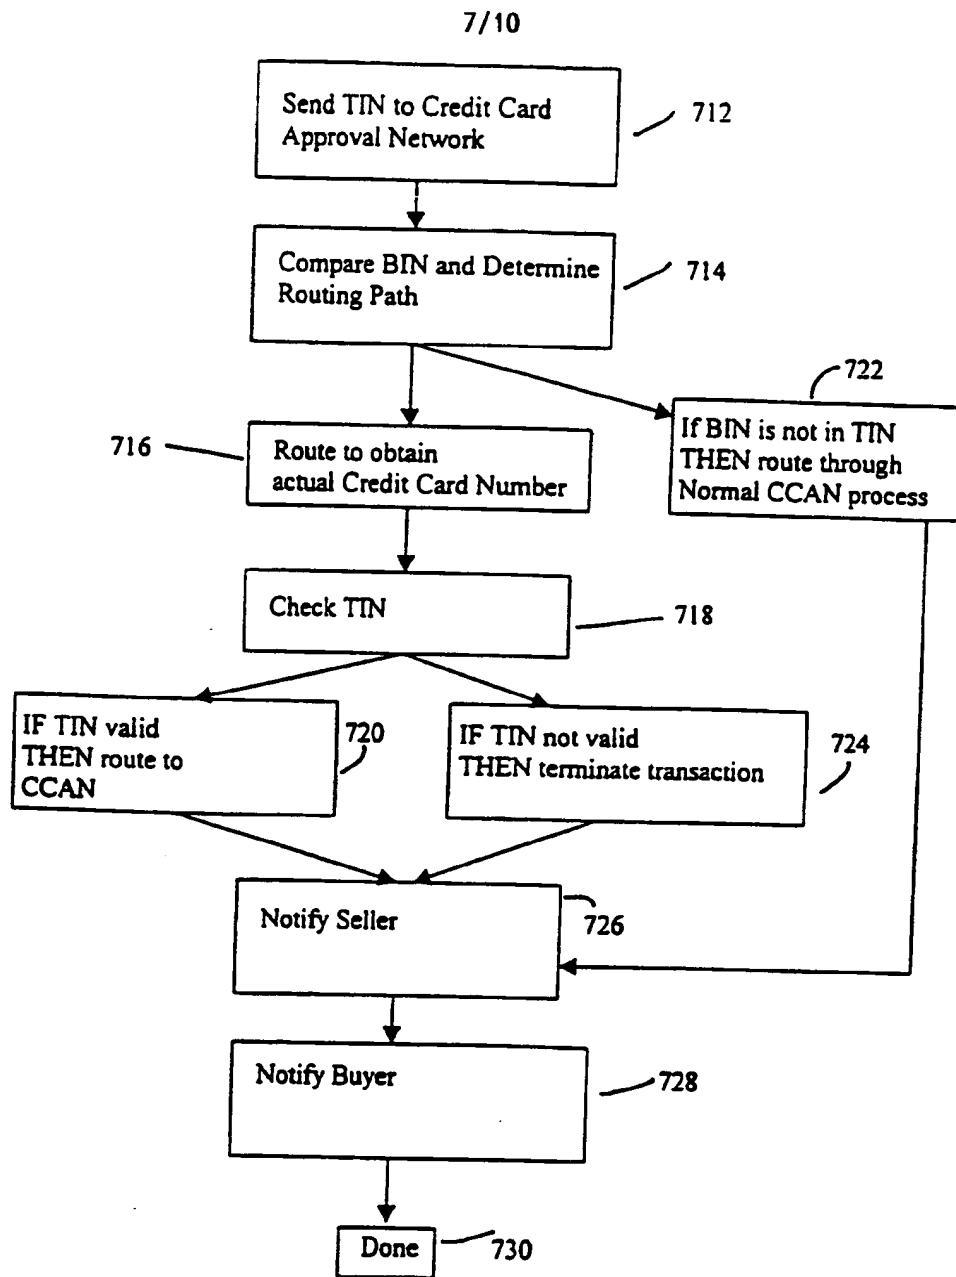 7/10
Send TIN to Credit Card
Approval Network
712
Compare BIN and Determine
Routing Path
714
722
If BIN is not in TIN
THEN route through
Normal CCAN process
716
Route to obtain
actual Credit Card Number
Check TIN
718
IF TIN valid
THEN route to
CCAN
720
IF TIN not valid
THEN terminate transaction
724
Notify Seller
726
Notify Buyer
728
Done
730